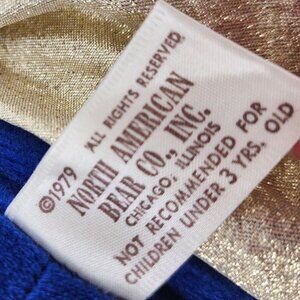 ©1979 ALL RIGHTS RESERVED
NORTH AMERICAN
BEAR CO., INC.
CHICAGO, ILLINOIS
NOT RECOMMENDED FOR
CHILDREN UNDER 3 YRS. OLD